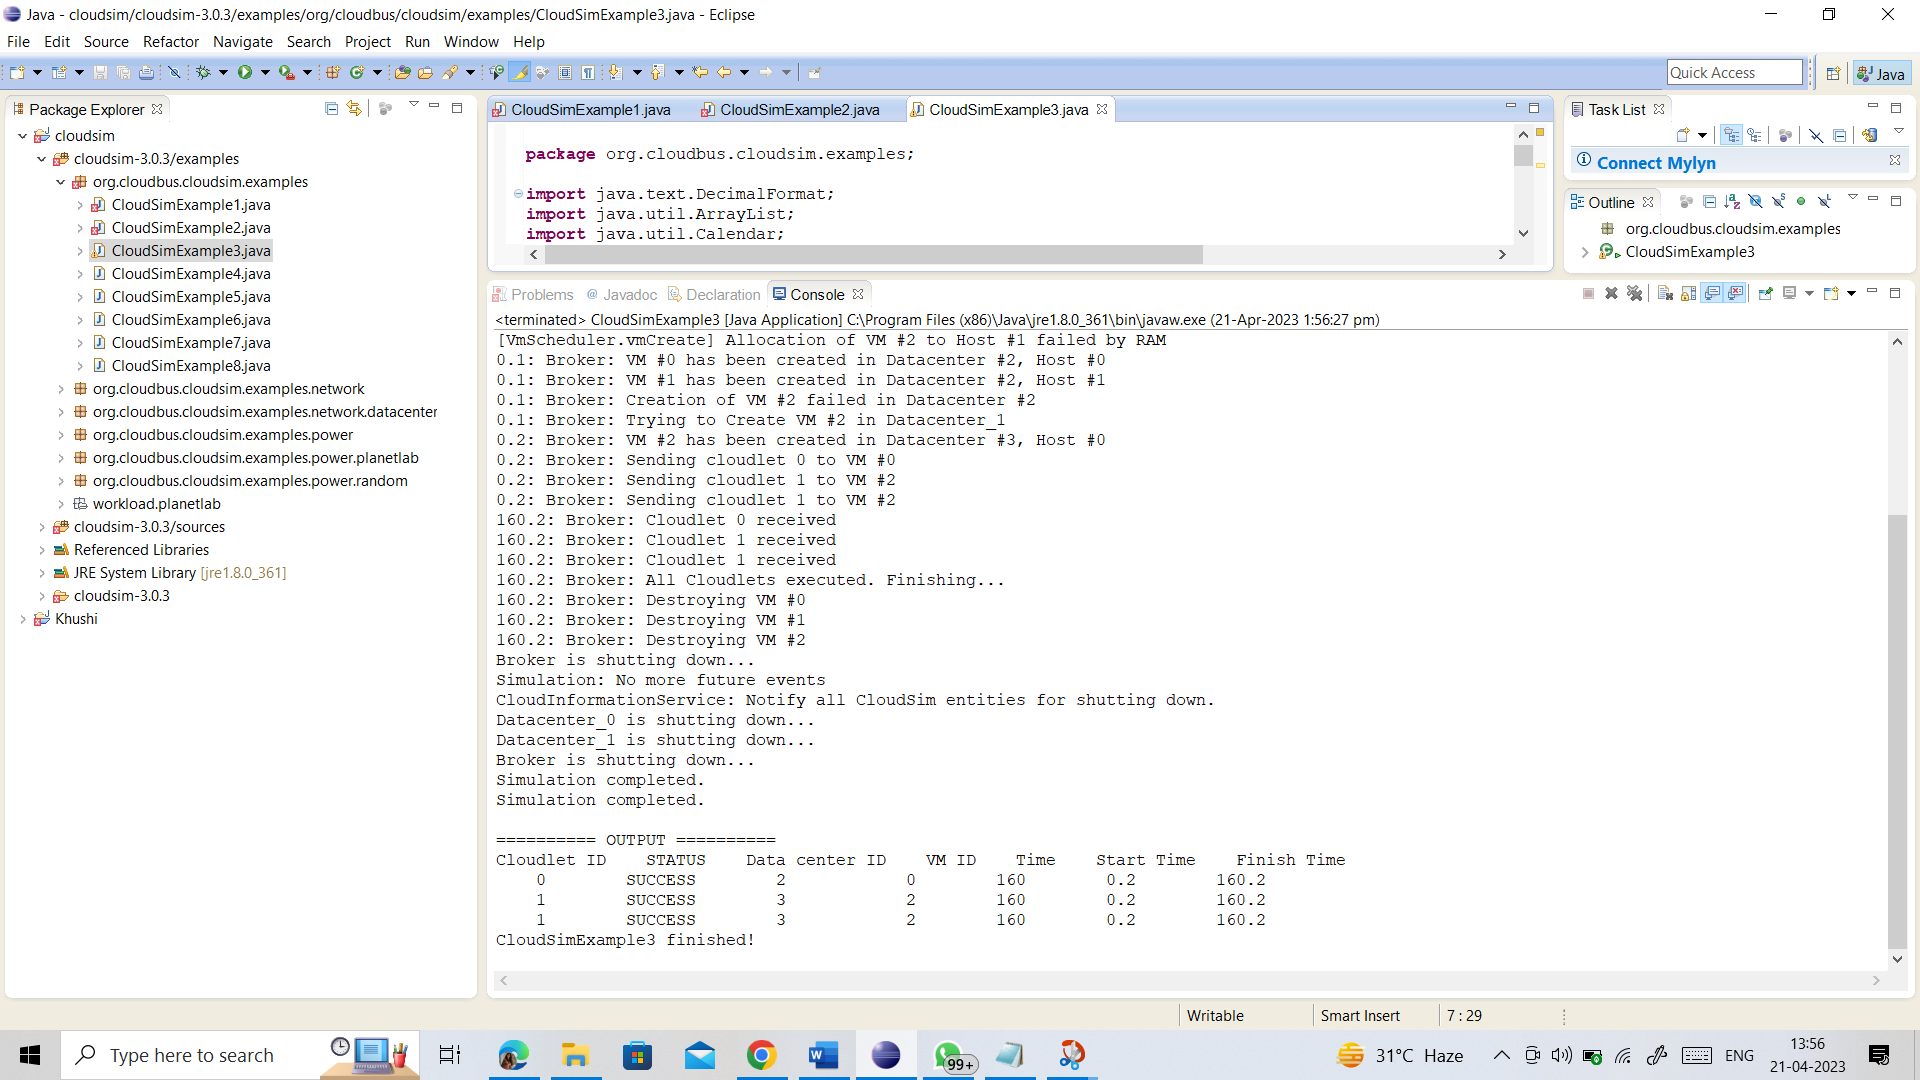 Java - cloudsim/cloudsim-3.0.3/examples/org/cloudbus/cloudsim/examples/CloudSimExample3.java - Eclipse
File Edit Source Refactor Navigate Search Project Run Window Help
Quick Access
Java
Package Explorer
cloudsim
cloudsim-3.0.3/examples
org.cloudbus.cloudsim.examples
CloudSimExample1.java
CloudSimExample2.java
CloudSimExample3.java
CloudSimExample4.java
CloudSimExample5.java
CloudSimExample6.java
CloudSimExample7.java
CloudSimExample8.java
org.cloudbus.cloudsim.examples.network
org.cloudbus.cloudsim.examples.network.datacenter
org.cloudbus.cloudsim.examples.power
org.cloudbus.cloudsim.examples.power.planetlab
org.cloudbus.cloudsim.examples.power.random
workload.planetlab
cloudsim-3.0.3/sources
Referenced Libraries
JRE System Library [jre1.8.0_361]
cloudsim-3.0.3
Khushi
CloudSimExample1.java CloudSimExample2.java CloudSimExample3.java
package org.cloudbus.cloudsim.examples;
import java.text.DecimalFormat;
import java.util.ArrayList;
import java.util.Calendar;
Task List
Connect Mylyn
Outline
org.cloudbus.cloudsim.examples
CloudSimExample3
Problems @ Javadoc Declaration Console
<terminated> CloudSimExample3 [Java Application] C:\Program Files (x86)\Java\jre1.8.0_361\bin\javaw.exe (21-Apr-2023 1:56:27 pm)
[VmScheduler.vmCreate] Allocation of VM #2 to Host #1 failed by RAM
0.1: Broker: VM #0 has been created in Datacenter #2, Host #0
0.1: Broker: VM #1 has been created in Datacenter #2, Host #1
0.1: Broker: Creation of VM #2 failed in Datacenter #2
0.1: Broker: Trying to Create VM #2 in Datacenter_1
0.2: Broker: VM #2 has been created in Datacenter #3, Host #0
0.2: Broker: Sending cloudlet 0 to VM #0
0.2: Broker: Sending cloudlet 1 to VM #2
0.2: Broker: Sending cloudlet 1 to VM #2
160.2: Broker: Cloudlet 0 received
160.2: Broker: Cloudlet 1 received
160.2: Broker: Cloudlet 1 received
160.2: Broker: All Cloudlets executed. Finishing...
160.2: Broker: Destroying VM #0
160.2: Broker: Destroying VM #1
160.2: Broker: Destroying VM #2
Broker is shutting down...
Simulation: No more future events
CloudInformationService: Notify all CloudSim entities for shutting down.
Datacenter_0 is shutting down...
Datacenter_1 is shutting down...
Broker is shutting down...
Simulation completed.
Simulation completed.
========== OUTPUT ==========
Cloudlet ID STATUS Data center ID VM ID Time Start Time Finish Time
0 SUCCESS 2 0 160 0.2 160.2
1 SUCCESS 3 2 160 0.2 160.2
1 SUCCESS 3 2 160 0.2 160.2
CloudSimExample3 finished!
Writable Smart Insert 7 : 29
Type here to search
99+
31°C Haze
ENG
13:56
21-04-2023